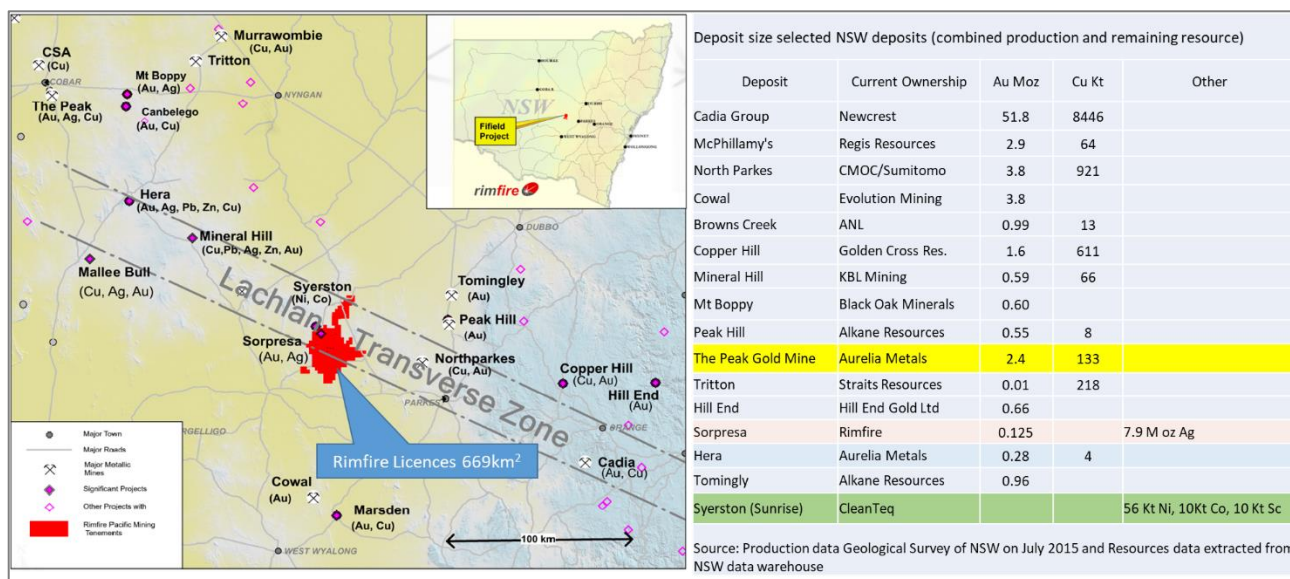 Murrawombie
(Cu, Au)
CSA
(Cu)
Tritton
COBAR
Mt Boppy
(Au, Ag)
NYNGAN
The Peak
(Au, Ag, Cu)
Canbelego
(Au, Cu)
NSW
Fifield
Project
rimfire
BOURKE
COBAR
DUBBO
PARKES
ORANGE
WEST WYALONG
SYDNEY
WOLLONGONG
Hera
(Au, Ag, Pb, Zn, Cu)
DUBBO
Mineral Hill
(Cu,Pb, Ag, Zn, Au)
Mallee Bull
(Cu, Ag, Au)
Syerston
(Ni, Co)
Tomingley
(Au)
Lachlan Transverse Zone
Peak Hill
(Au)
Sorpresa
(Au, Ag)
Northparkes
(Cu, Au)
Copper Hill
(Cu, Au)
Hill End
(Au)
PARKES
ORANGE
RGELLIGO
Rimfire Licences 669km²
Cadia
(Au, Cu)
Cowal
(Au)
Marsden
(Au, Cu)
100 km
WEST WYALONG
Major Town
Major Roads
Major Metallic
Mines
Significant Projects
Other Projects with
Rimfire Pacific Mining
Tenements
Deposit size selected NSW deposits (combined production and remaining resource)
Deposit Current Ownership Au Moz Cu Kt Other
Cadia Group Newcrest 51.8 8446
McPhillamy's Regis Resources 2.9 64
North Parkes CMOC/Sumitomo 3.8 921
Cowal Evolution Mining 3.8
Browns Creek ANL 0.99 13
Copper Hill Golden Cross Res. 1.6 611
Mineral Hill KBL Mining 0.59 66
Mt Boppy Black Oak Minerals 0.60
Peak Hill Alkane Resources 0.55 8
The Peak Gold Mine Aurelia Metals 2.4 133
Tritton Straits Resources 0.01 218
Hill End Hill End Gold Ltd 0.66
Sorpresa Rimfire 0.125 7.9 M oz Ag
Hera Aurelia Metals 0.28 4
Tomingly Alkane Resources 0.96
Syerston (Sunrise) CleanTeq 56 Kt Ni, 10Kt Co, 10 Kt Sc
Source: Production data Geological Survey of NSW on July 2015 and Resources data extracted from
NSW data warehouse